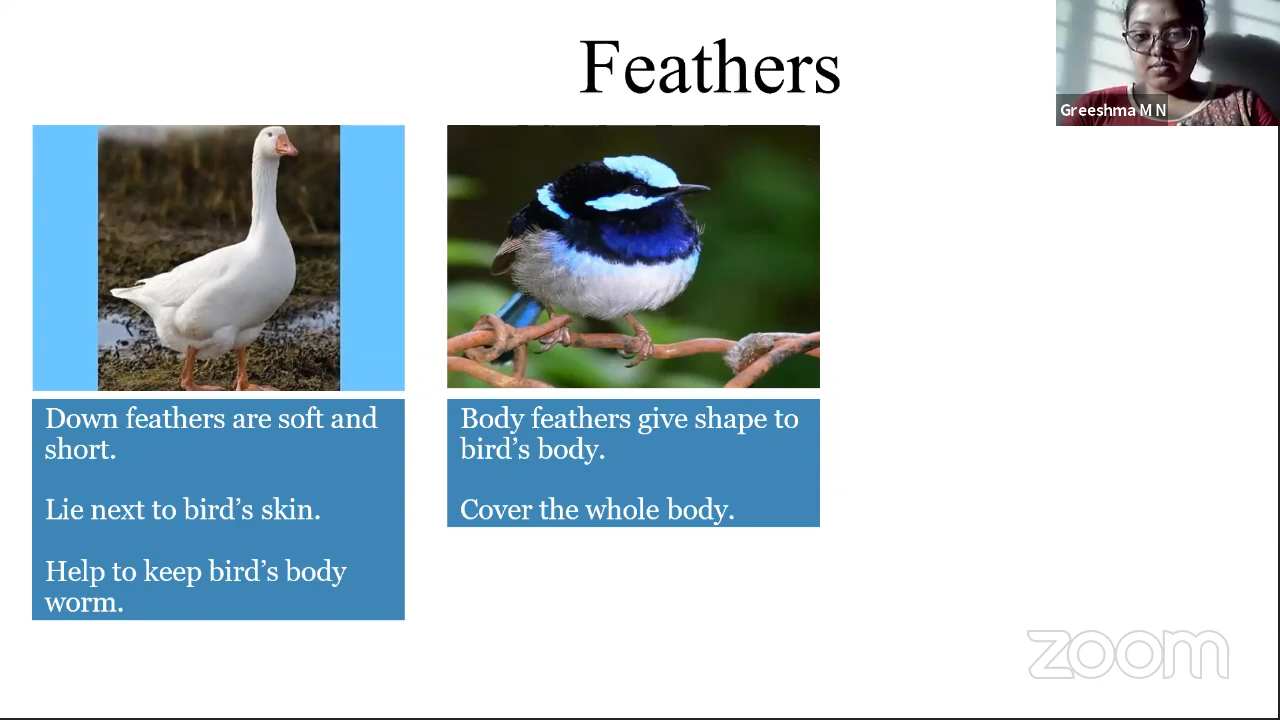 Feathers
Greeshma M N
Down feathers are soft and
short.
Lie next to bird’s skin.
Help to keep bird’s body
worm.
Body feathers give shape to
bird’s body.
Cover the whole body.
zoom